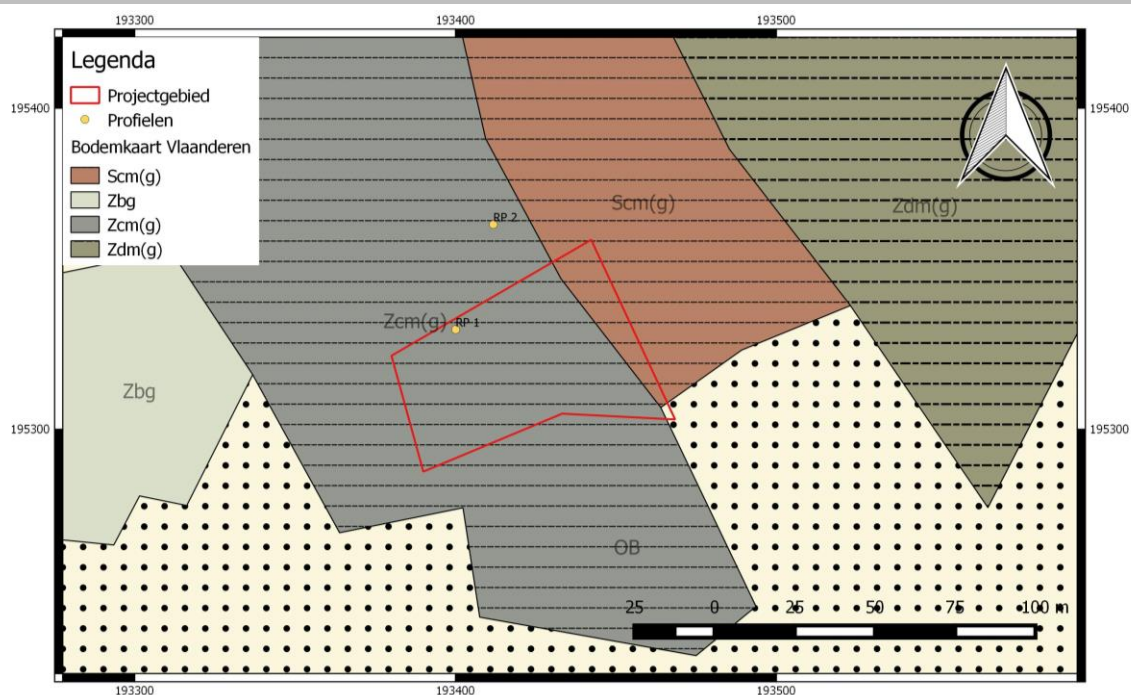 193300 193400 193500
Legenda
Projectgebied
Profielen
Bodemkaart Vlaanderen
Scm(g)
Zbg
Zcm(g)
Zdm(g)
195400 195400
Scm(g)
Zdm(g)
RP 2
Zcm(g)
RP 1
Zbg
195300 195300
OB
25 0 25 50 75 100 m
193300 193400 193500